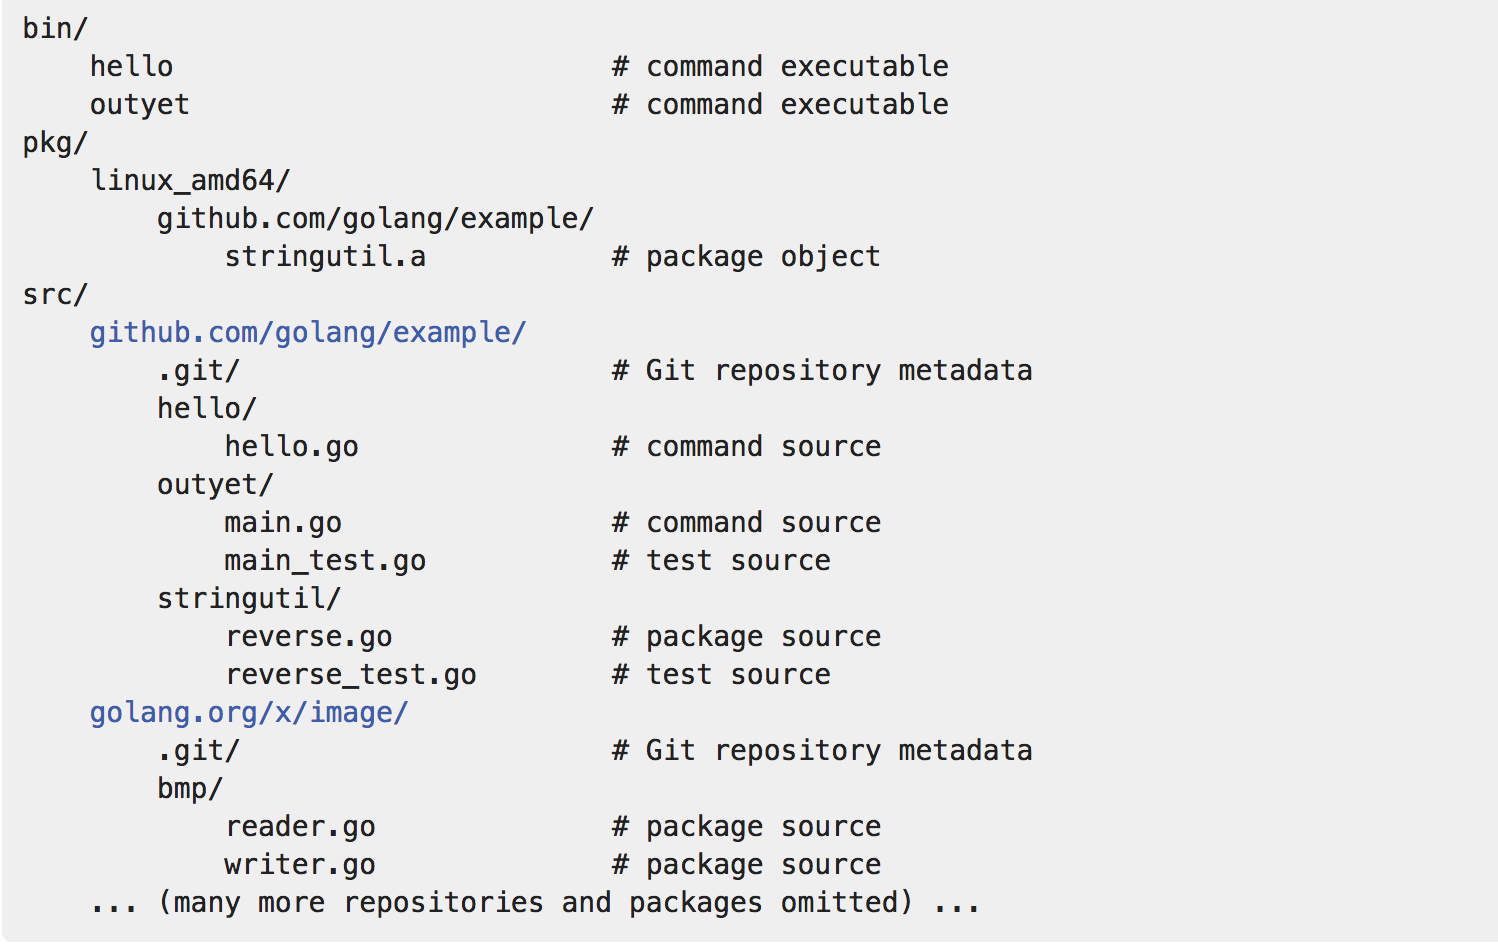 bin/
    hello                          # command executable
    outyet                         # command executable
pkg/
    linux_amd64/
        github.com/golang/example/
            stringutil.a           # package object
src/
    github.com/golang/example/
        .git/                      # Git repository metadata
        hello/
            hello.go               # command source
        outyet/
            main.go                # command source
            main_test.go           # test source
        stringutil/
            reverse.go             # package source
            reverse_test.go        # test source
    golang.org/x/image/
        .git/                      # Git repository metadata
        bmp/
            reader.go              # package source
            writer.go              # package source
    ... (many more repositories and packages omitted) ...